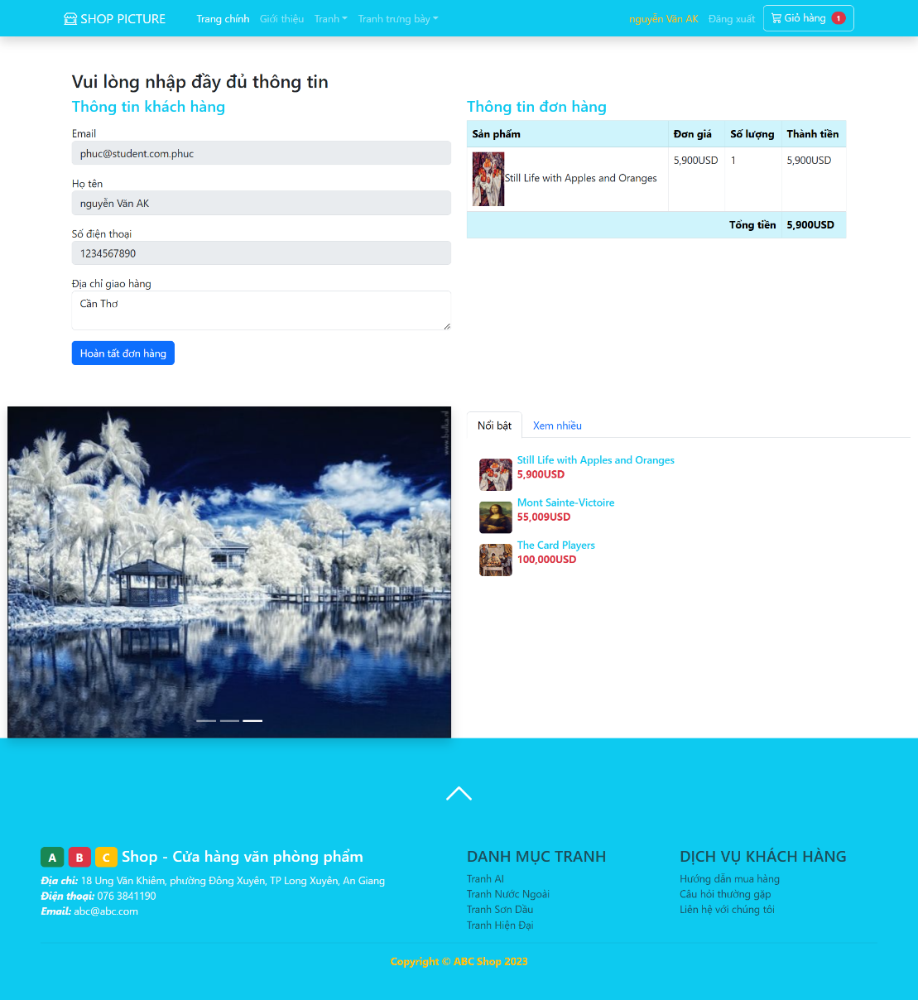 SHOP PICTURE
Trang chính
Giới thiệu
Tranh
Tranh trưng bày
nguyễn Văn AK
Đăng xuất
Giỏ hàng 1
Vui lòng nhập đầy đủ thông tin
Thông tin khách hàng
Email
phuc@student.com.phuc
Họ tên
nguyễn Văn AK
Số điện thoại
1234567890
Địa chỉ giao hàng
Cần Thơ
Hoàn tất đơn hàng
Thông tin đơn hàng
Sản phẩm Đơn giá Số lượng Thành tiền
Still Life with Apples and Oranges 5,900USD 1 5,900USD
Tổng tiền 5,900USD
Nổi bật
Xem nhiều
Still Life with Apples and Oranges
5,900USD
Mont Sainte-Victoire
55,009USD
The Card Players
100,000USD
A B C Shop - Cửa hàng văn phòng phẩm
Địa chỉ: 18 Ung Văn Khiêm, phường Đông Xuyên, TP Long Xuyên, An Giang
Điện thoại: 076 3841190
Email: abc@abc.com
DANH MỤC TRANH
Tranh AI
Tranh Nước Ngoài
Tranh Sơn Dầu
Tranh Hiện Đại
DỊCH VỤ KHÁCH HÀNG
Hướng dẫn mua hàng
Câu hỏi thường gặp
Liên hệ với chúng tôi
Copyright © ABC Shop 2023